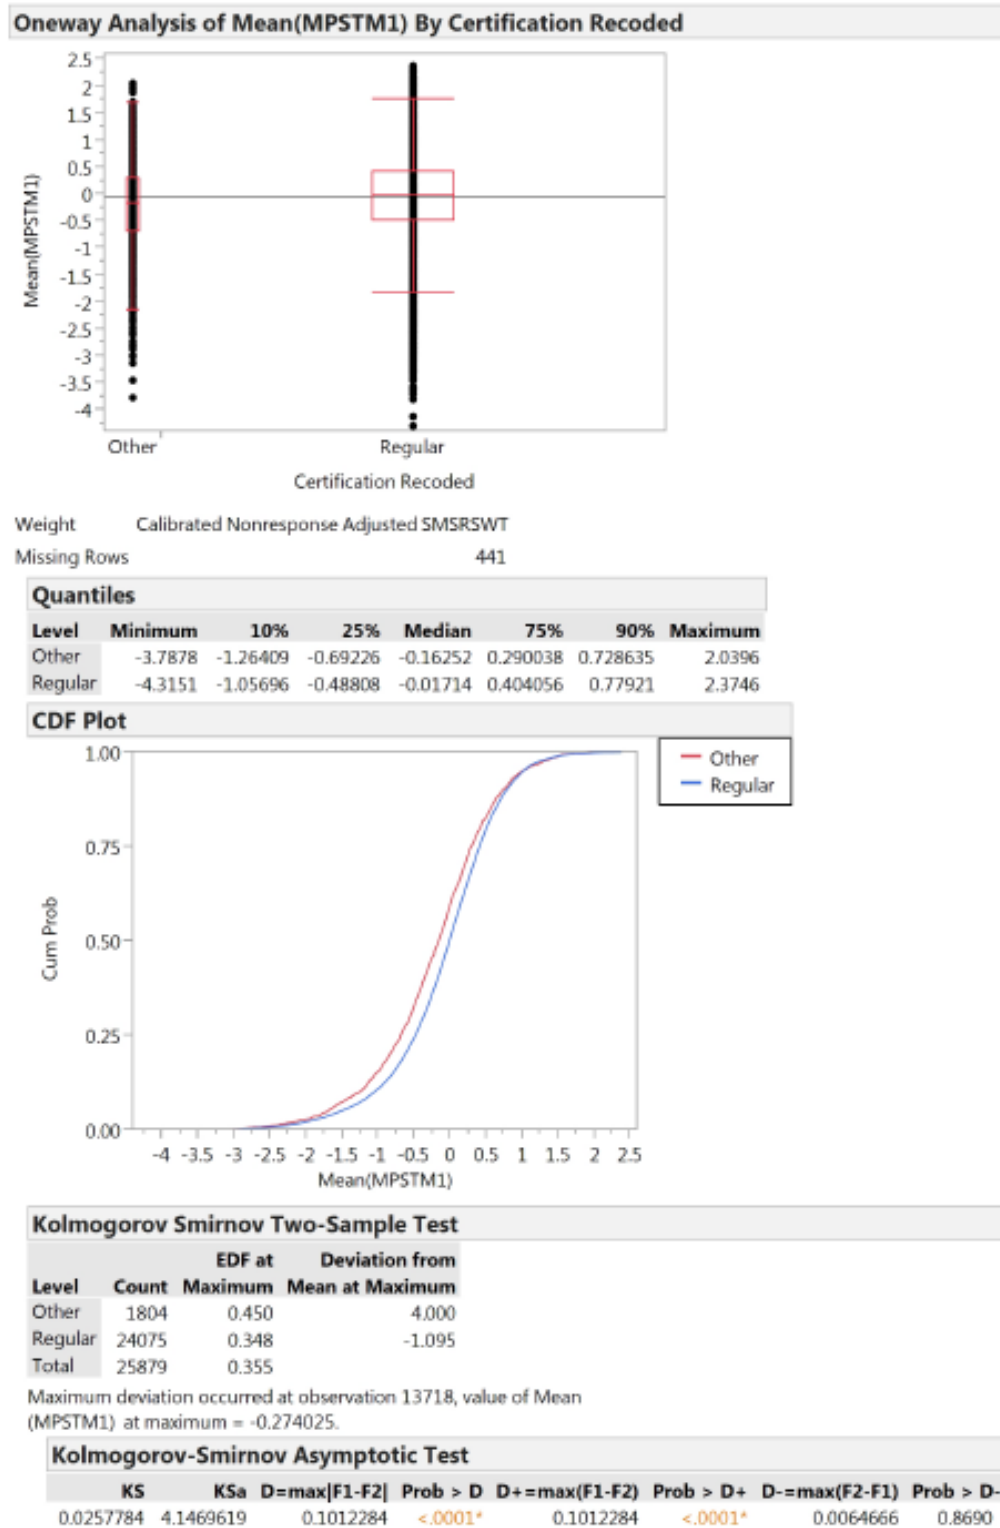 Oneway Analysis of Mean(MPSTM1) By Certification Recoded
2.5
2
1.5
1
0.5
0
-0.5
-1
-1.5
-2
-2.5
-3
-3.5
-4
Mean(MPSTM1)
Other Regular
Certification Recoded
Weight Calibrated Nonresponse Adjusted SMSRSWT
Missing Rows 441
Quantiles
Level Minimum 10% 25% Median 75% 90% Maximum
Other -3.7878 -1.26409 -0.69226 -0.16252 0.290038 0.728635 2.0396
Regular -4.3151 -1.05696 -0.48808 -0.01714 0.404056 0.77921 2.3746
CDF Plot
1.00
0.75
0.50
0.25
0.00
Cum Prob
-4 -3.5 -3 -2.5 -2 -1.5 -1 -0.5 0 0.5 1 1.5 2 2.5
Mean(MPSTM1)
Other
Regular
Kolmogorov Smirnov Two-Sample Test
EDF at Deviation from
Level Count Maximum Mean at Maximum
Other 1804 0.450 4.000
Regular 24075 0.348 -1.095
Total 25879 0.355
Maximum deviation occurred at observation 13718, value of Mean
(MPSTM1) at maximum = -0.274025.
Kolmogorov-Smirnov Asymptotic Test
KS KSa D=max|F1-F2| Prob > D D+=max(F1-F2) Prob > D+ D-=max(F2-F1) Prob > D-
0.0257784 4.1469619 0.1012284 <.0001* 0.1012284 <.0001* 0.0064666 0.8690